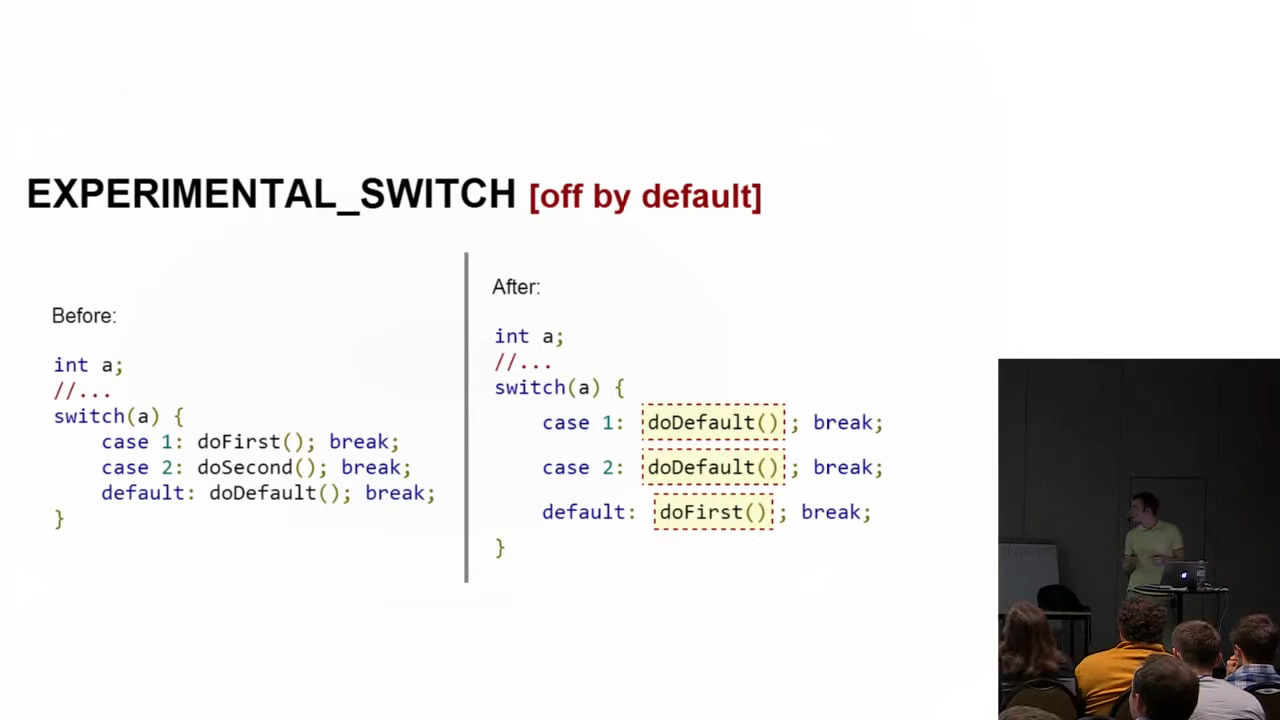 EXPERIMENTAL_SWITCH [off by default]
Before:
int a;
//...
switch(a) {
case 1: doFirst(); break;
case 2: doSecond(); break;
default: doDefault(); break;
}
After:
int a;
//...
switch(a) {
case 1: doDefault() ; break;
case 2: doDefault() ; break;
default: doFirst() ; break;
}